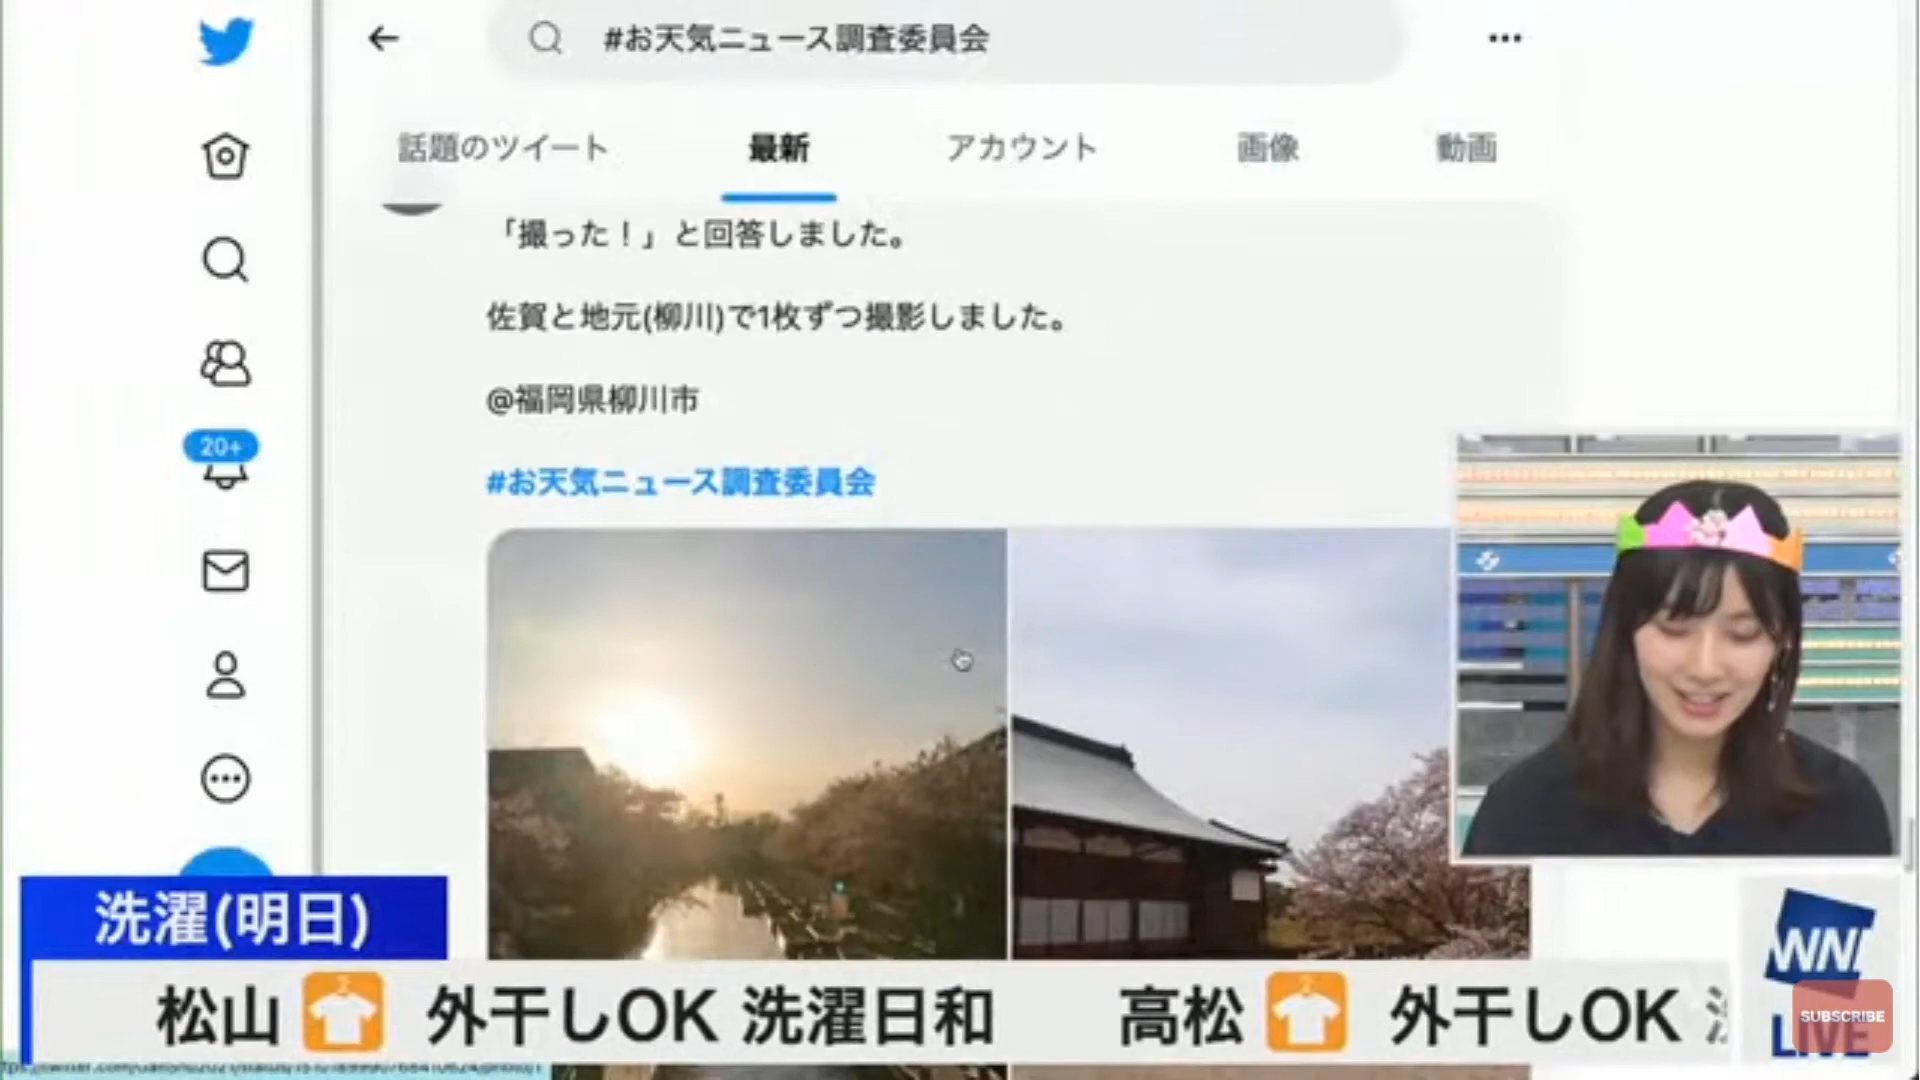 #お天気ニュース調査委員会
話題のツイート
最新
アカウント
画像
動画
「撮った！」と回答しました。
佐賀と地元(柳川)で1枚ずつ撮影しました。
@福岡県柳川市
20+
#お天気ニュース調査委員会
洗濯(明日)
松山 外干しOK 洗濯日和 高松 外干しOK
WNI
LIVE
SUBSCRIBE